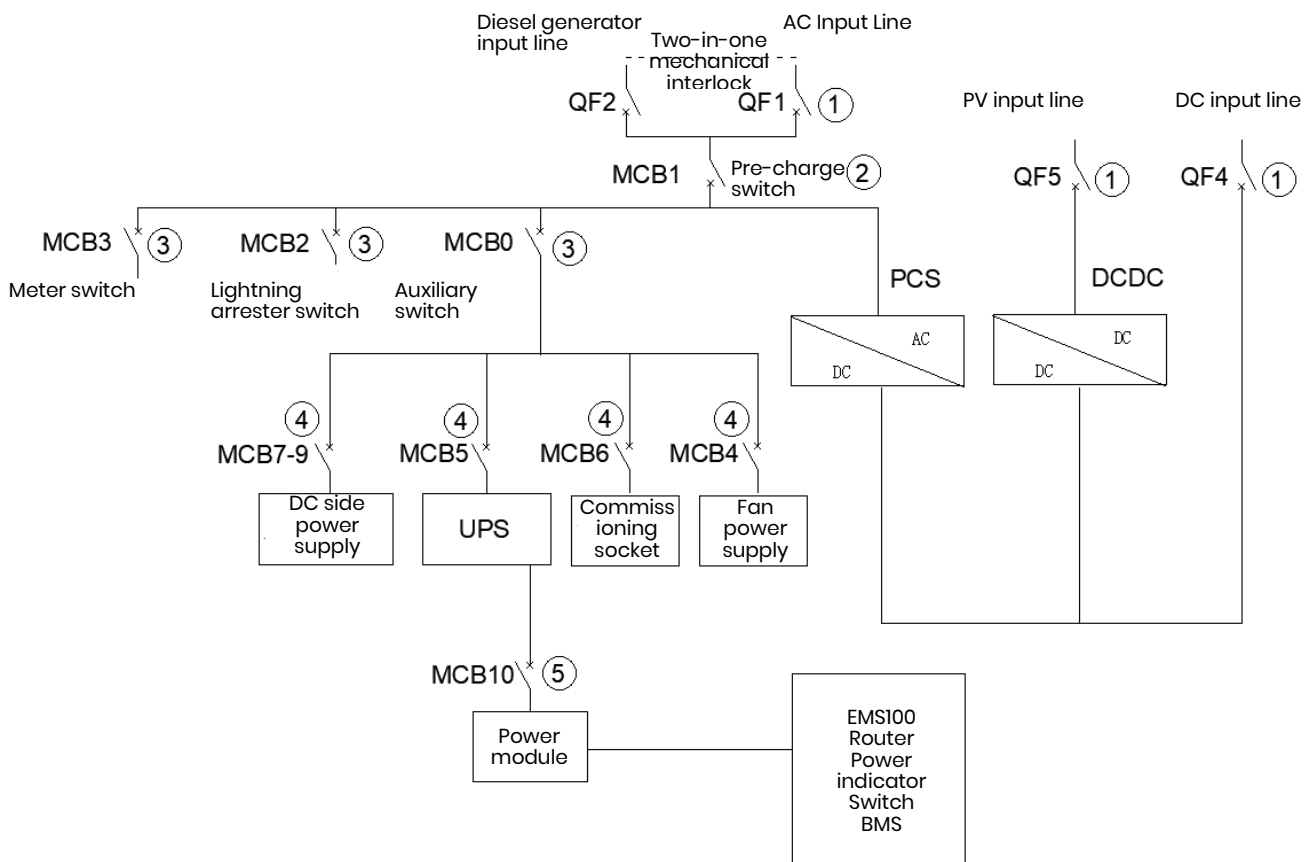 Diesel generator
input line
Two-in-one
mechanical
interlock
AC Input Line
QF2
QF1
1
PV input line
DC input line
MCB1
Pre-charge
switch
2
QF5
1
QF4
1
MCB3
3
MCB2
3
MCB0
3
Meter switch
Lightning
arrester switch
Auxiliary
switch
PCS
DCDC
AC
DC
DC
DC
4
4
4
4
MCB7-9
MCB5
MCB6
MCB4
DC side
power
supply
UPS
Commiss
ioning
socket
Fan
power
supply
MCB10
5
Power
module
EMS100
Router
Power
indicator
Switch
BMS